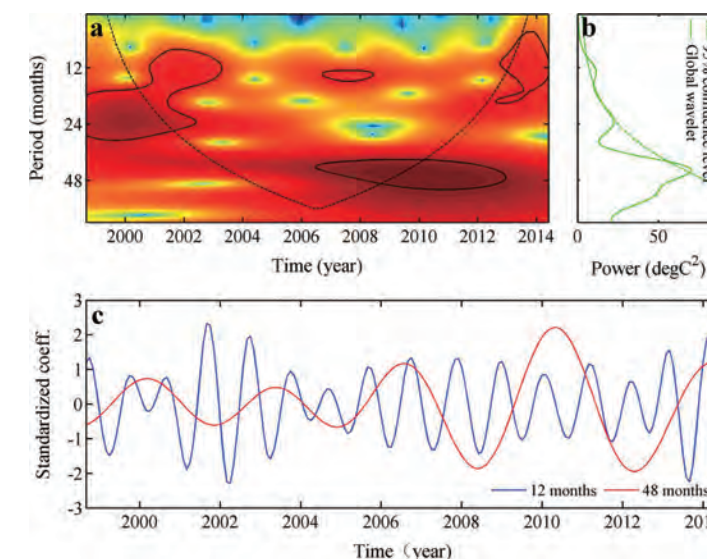 a
Period (months)
12
24
48
2000 2002 2004 2006 2008 2010 2012 2014
Time (year)
b
Global wavelet
0 50
Power (degC²)
c
Standardized coeff.
3
2
1
0
-1
-2
-3
12 months 48 months
2000 2002 2004 2006 2008 2010 2012
Time (year)